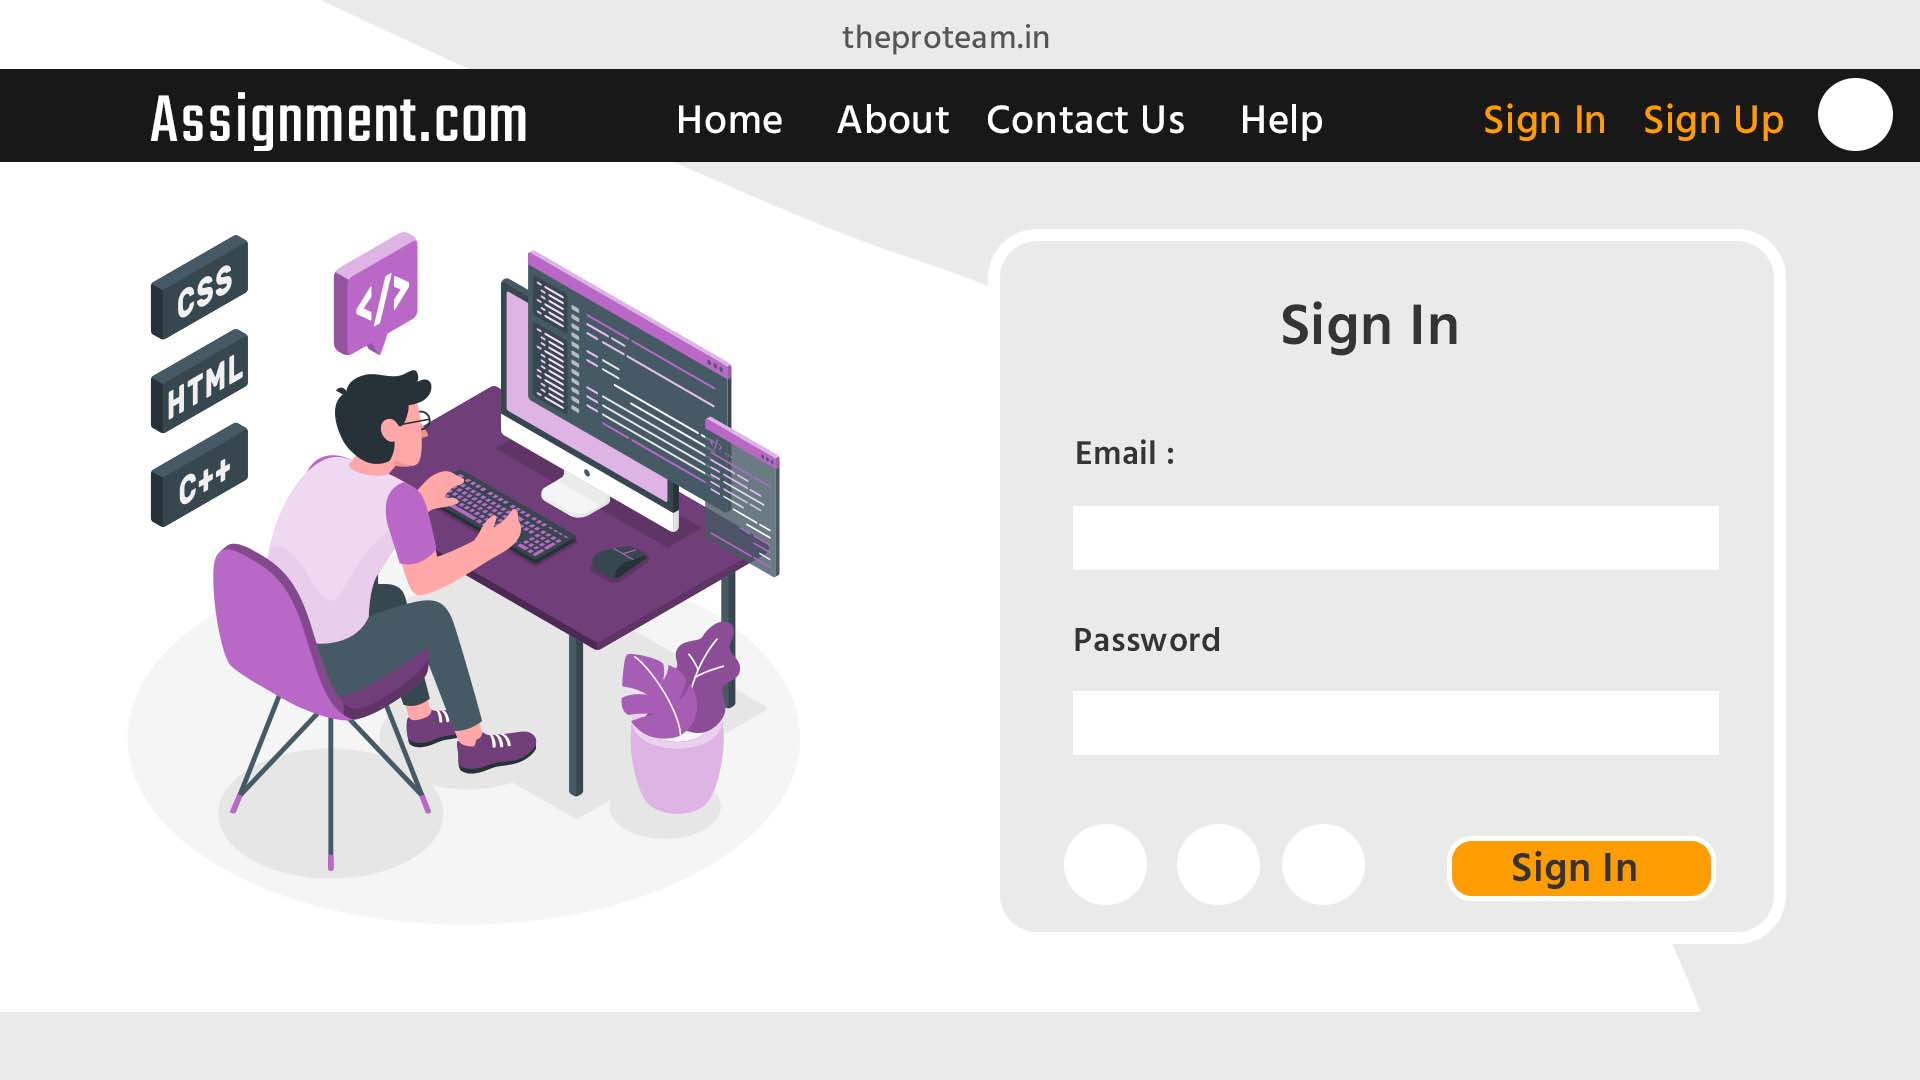 theproteam.in
Assignment.com Home About Contact Us Help Sign In Sign Up
CSS
</>
HTML
C++
Sign In
Email :
Password
Sign In